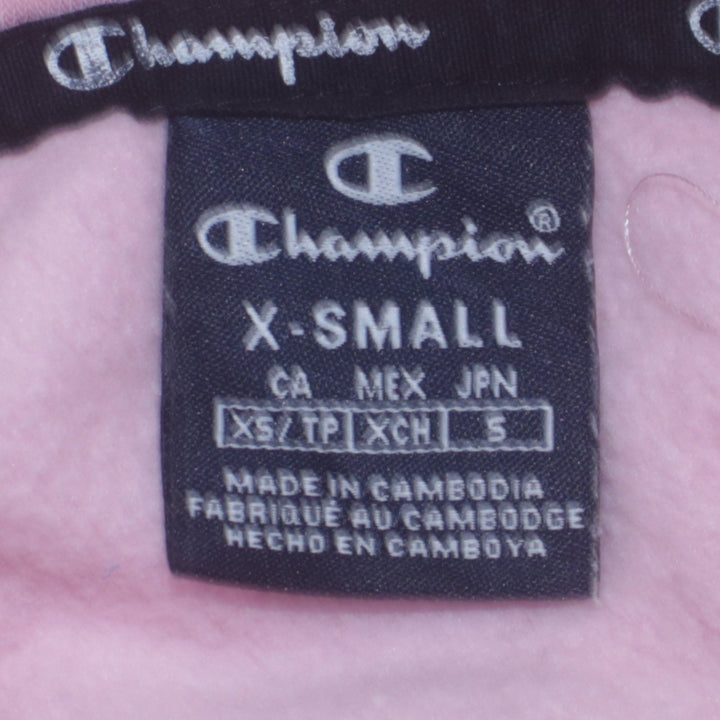 Champion
Champion®
X-SMALL
CA MEX JPN
XS/TP XCH S
MADE IN CAMBODIA
FABRIQUÉ AU CAMBODGE
HECHO EN CAMBOYA